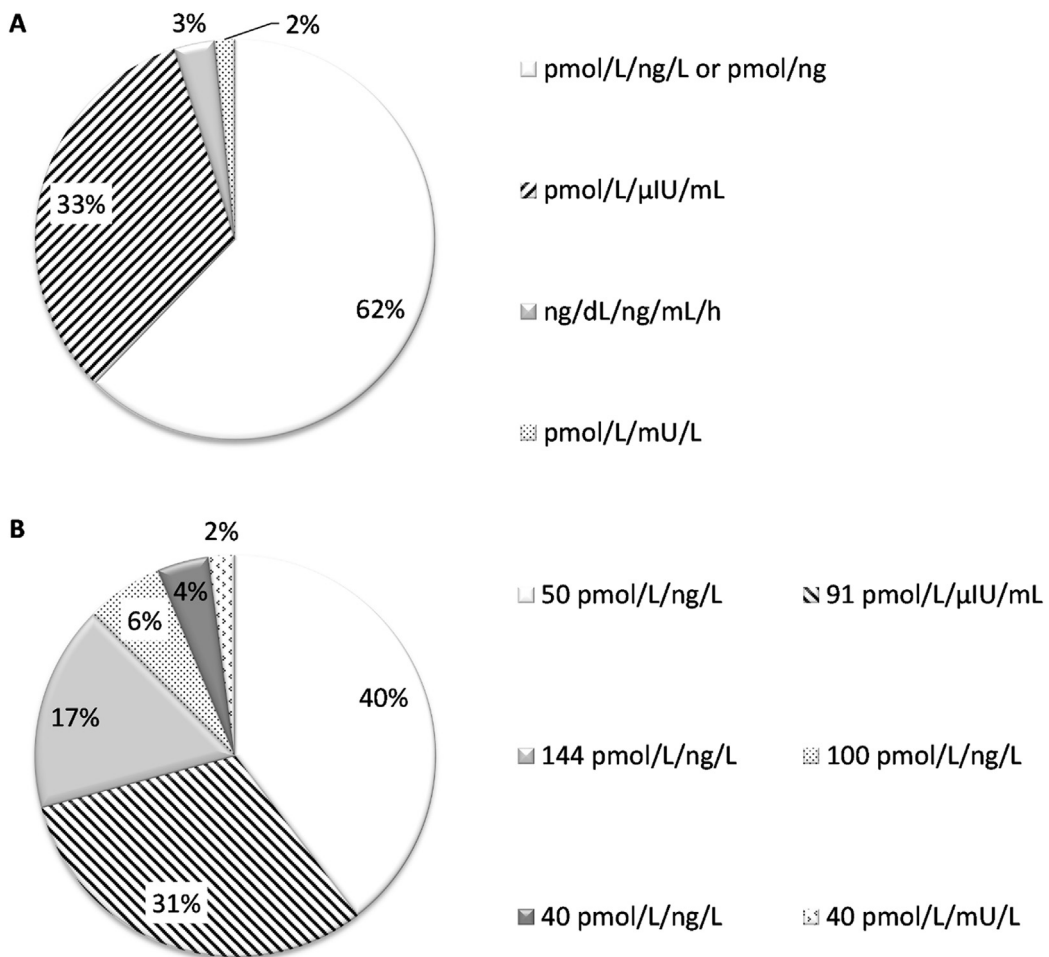 A
3%
2%
33%
62%
pmol/L/ng/L or pmol/ng
pmol/L/μIU/mL
ng/dL/ng/mL/h
pmol/L/mU/L
B
2%
4%
6%
17%
40%
31%
50 pmol/L/ng/L
91 pmol/L/μIU/mL
144 pmol/L/ng/L
100 pmol/L/ng/L
40 pmol/L/ng/L
40 pmol/L/mU/L